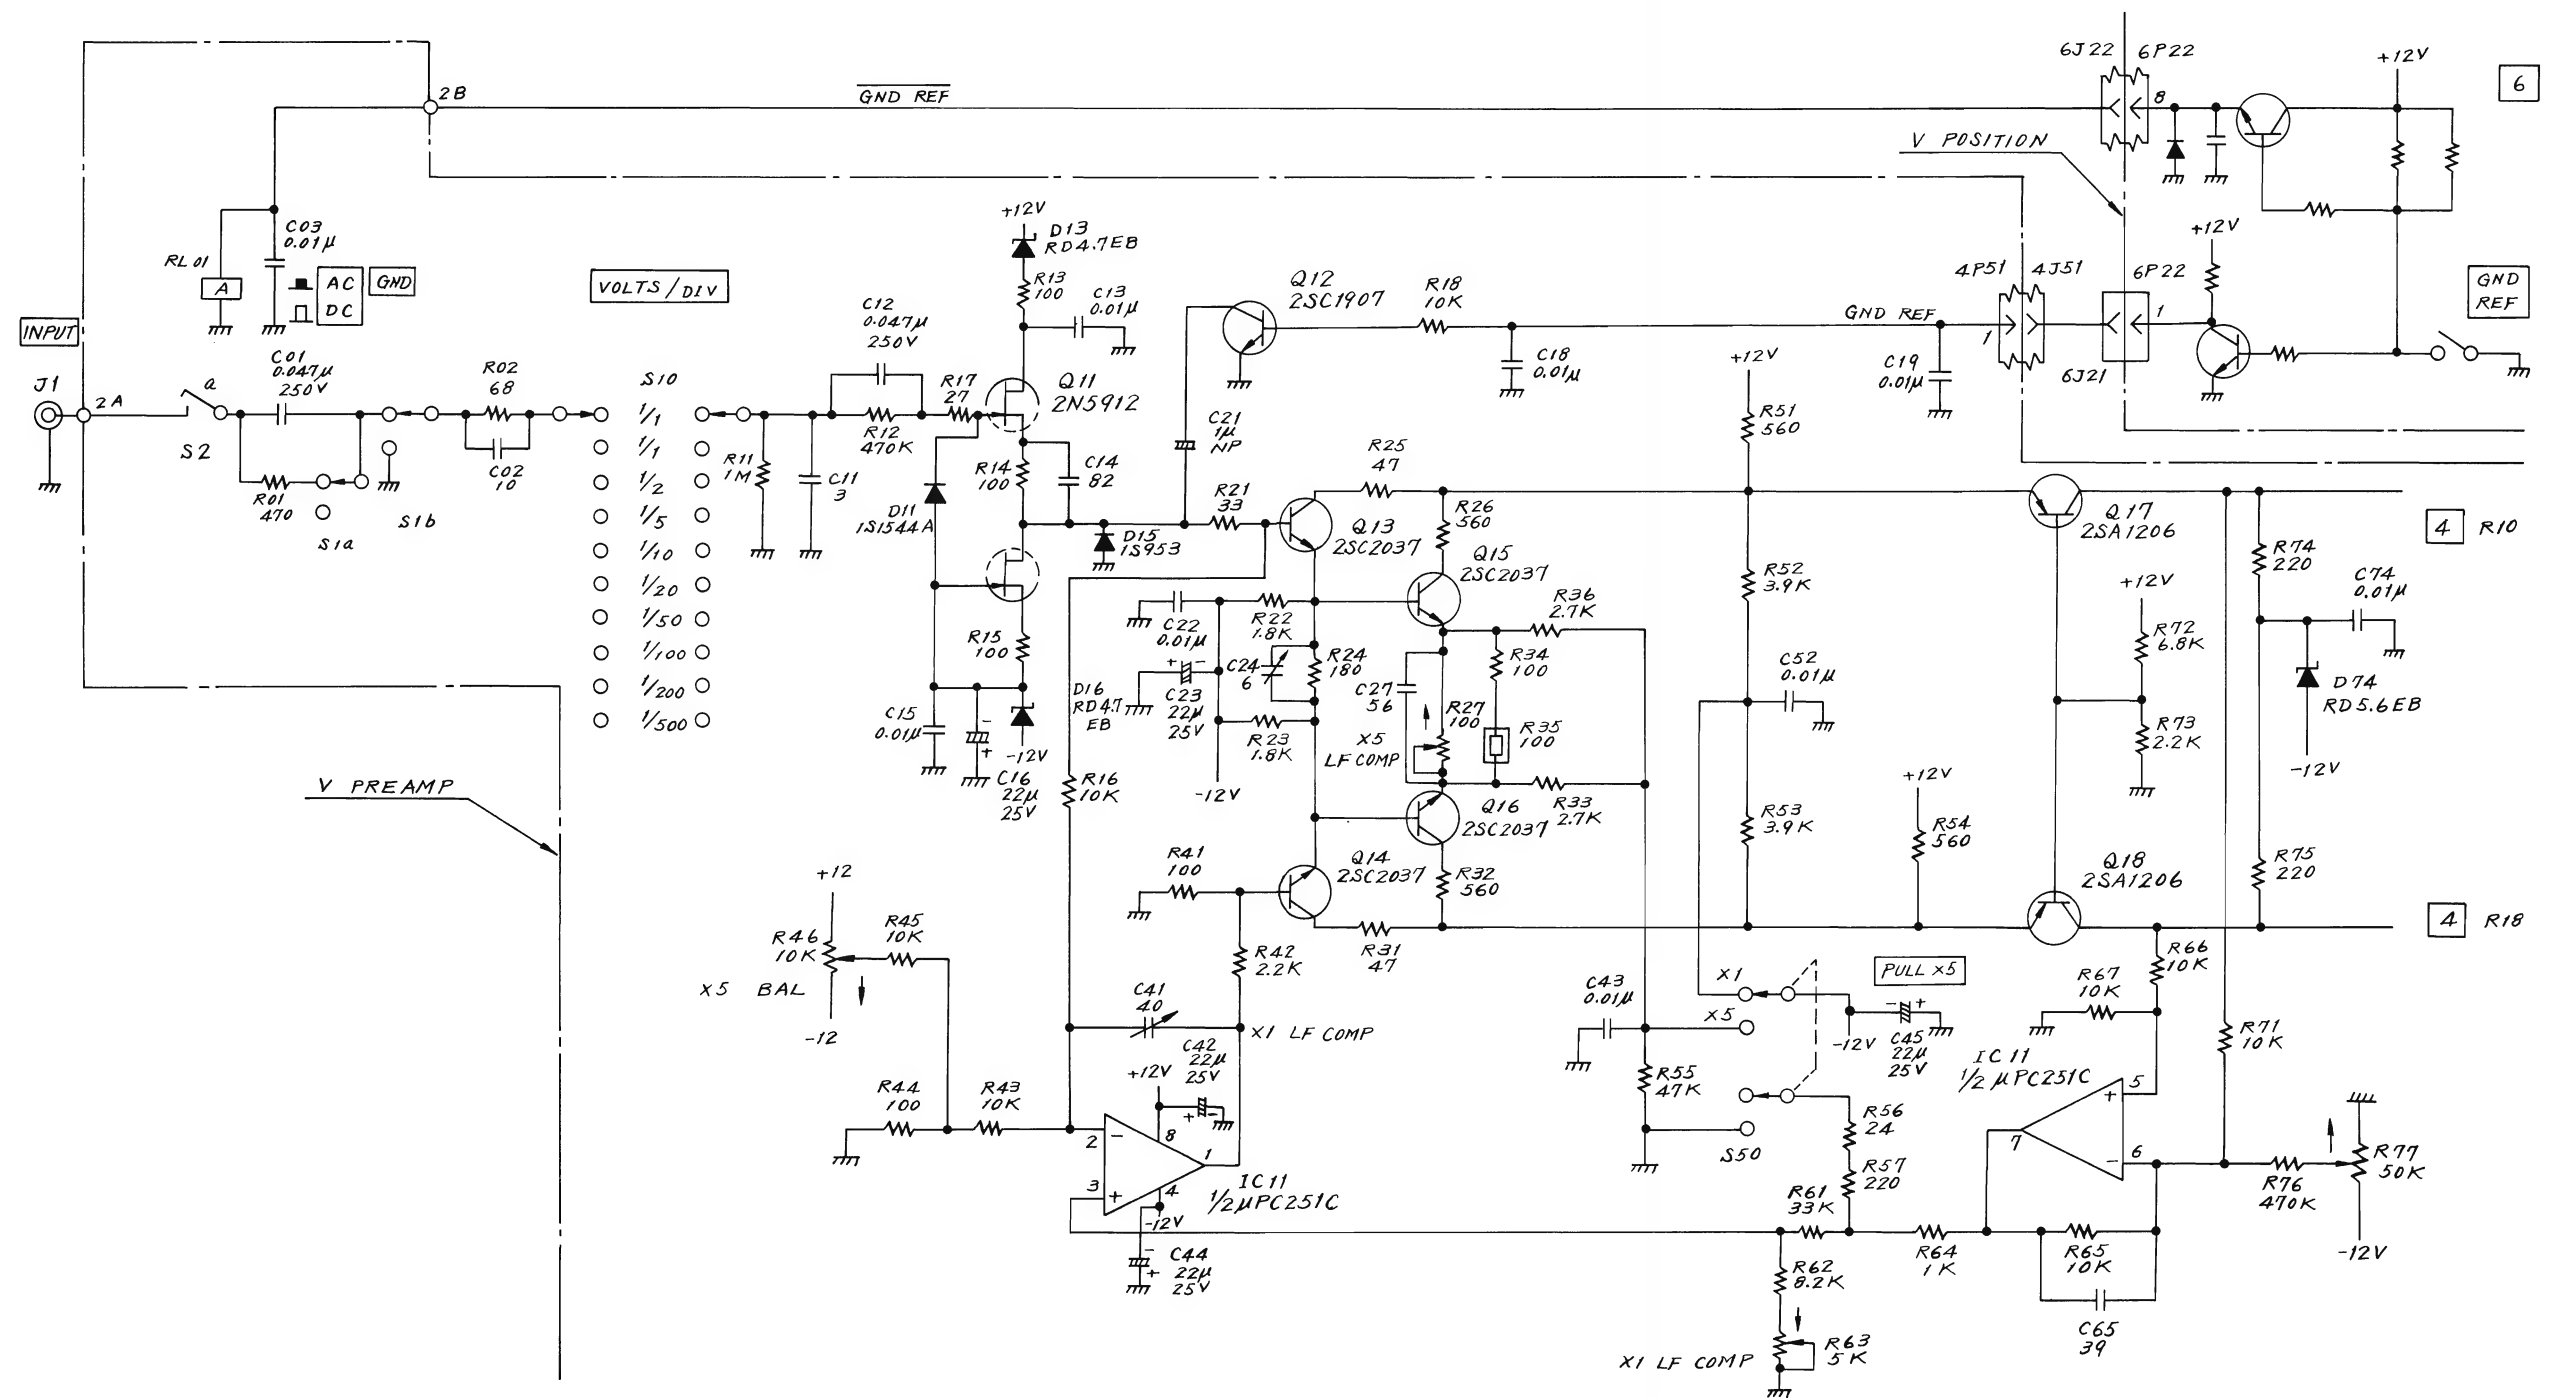 6J22
6P22
+12V
6
2B
GND REF
8
V POSITION
+12V
D13
RD4.7EB
C03
0.01μ
RL01
A
AC
DC
GND
VOLTS/DIV
R13
100
C13
0.01μ
Q12
2SC1907
R18
10K
GND REF
4P51
4J51
6P22
+12V
1
1
6J21
GND
REF
INPUT
J1
2A
a
S2
C01
0.047μ
250V
R01
470
S1a
S1b
R02
68
C02
10
S10
1/1
1/1
1/2
1/5
1/10
1/20
1/50
1/100
1/200
1/500
C12
0.047μ
250V
R12
470K
R17
27
R11
1M
C11
3
Q11
2N5912
D11
1S1544A
R14
100
C14
82
C21
1μ
NP
D15
1S953
R21
33
C18
0.01μ
C19
0.01μ
+12V
R51
560
R25
47
Q13
2SC2037
R26
560
Q15
2SC2037
Q17
2SA1206
4
R10
R74
220
C74
0.01μ
R52
3.9K
R36
2.7K
C22
0.01μ
R22
1.8K
+12V
R72
6.8K
R15
100
C23
22μ
25V
+
-
C24
6
R24
180
C27
56
R34
100
R27
100
X5
LF COMP
R35
100
C52
0.01μ
D74
RD5.6EB
-12V
D16
RD4.7
EB
C15
0.01μ
-
+
C16
22μ
25V
-12V
R23
1.8K
-12V
R73
2.2K
V PREAMP
R16
10K
Q16
2SC2037
R33
2.7K
R53
3.9K
+12V
R54
560
Q14
2SC2037
R32
560
R41
100
Q18
2SA1206
R75
220
4
R18
+12
R46
10K
-12
X5 BAL
R45
10K
R31
47
R42
2.2K
C41
40
X1 LF COMP
C43
0.01μ
X1
X5
PULL X5
-
+
-12V
C45
22μ
25V
R67
10K
R66
10K
R71
10K
C42
22μ
25V
+12V
+
-
R44
100
R43
10K
2
-
3
+
8
1
4
-12V
IC11
1/2 μPC251C
-
+
C44
22μ
25V
R55
47K
S50
R56
24
R57
220
IC11
1/2 μPC251C
5
+
7
-
6
R77
50K
R76
470K
-12V
R61
33K
R64
1K
R65
10K
R62
8.2K
C65
39
X1 LF COMP
R63
5K